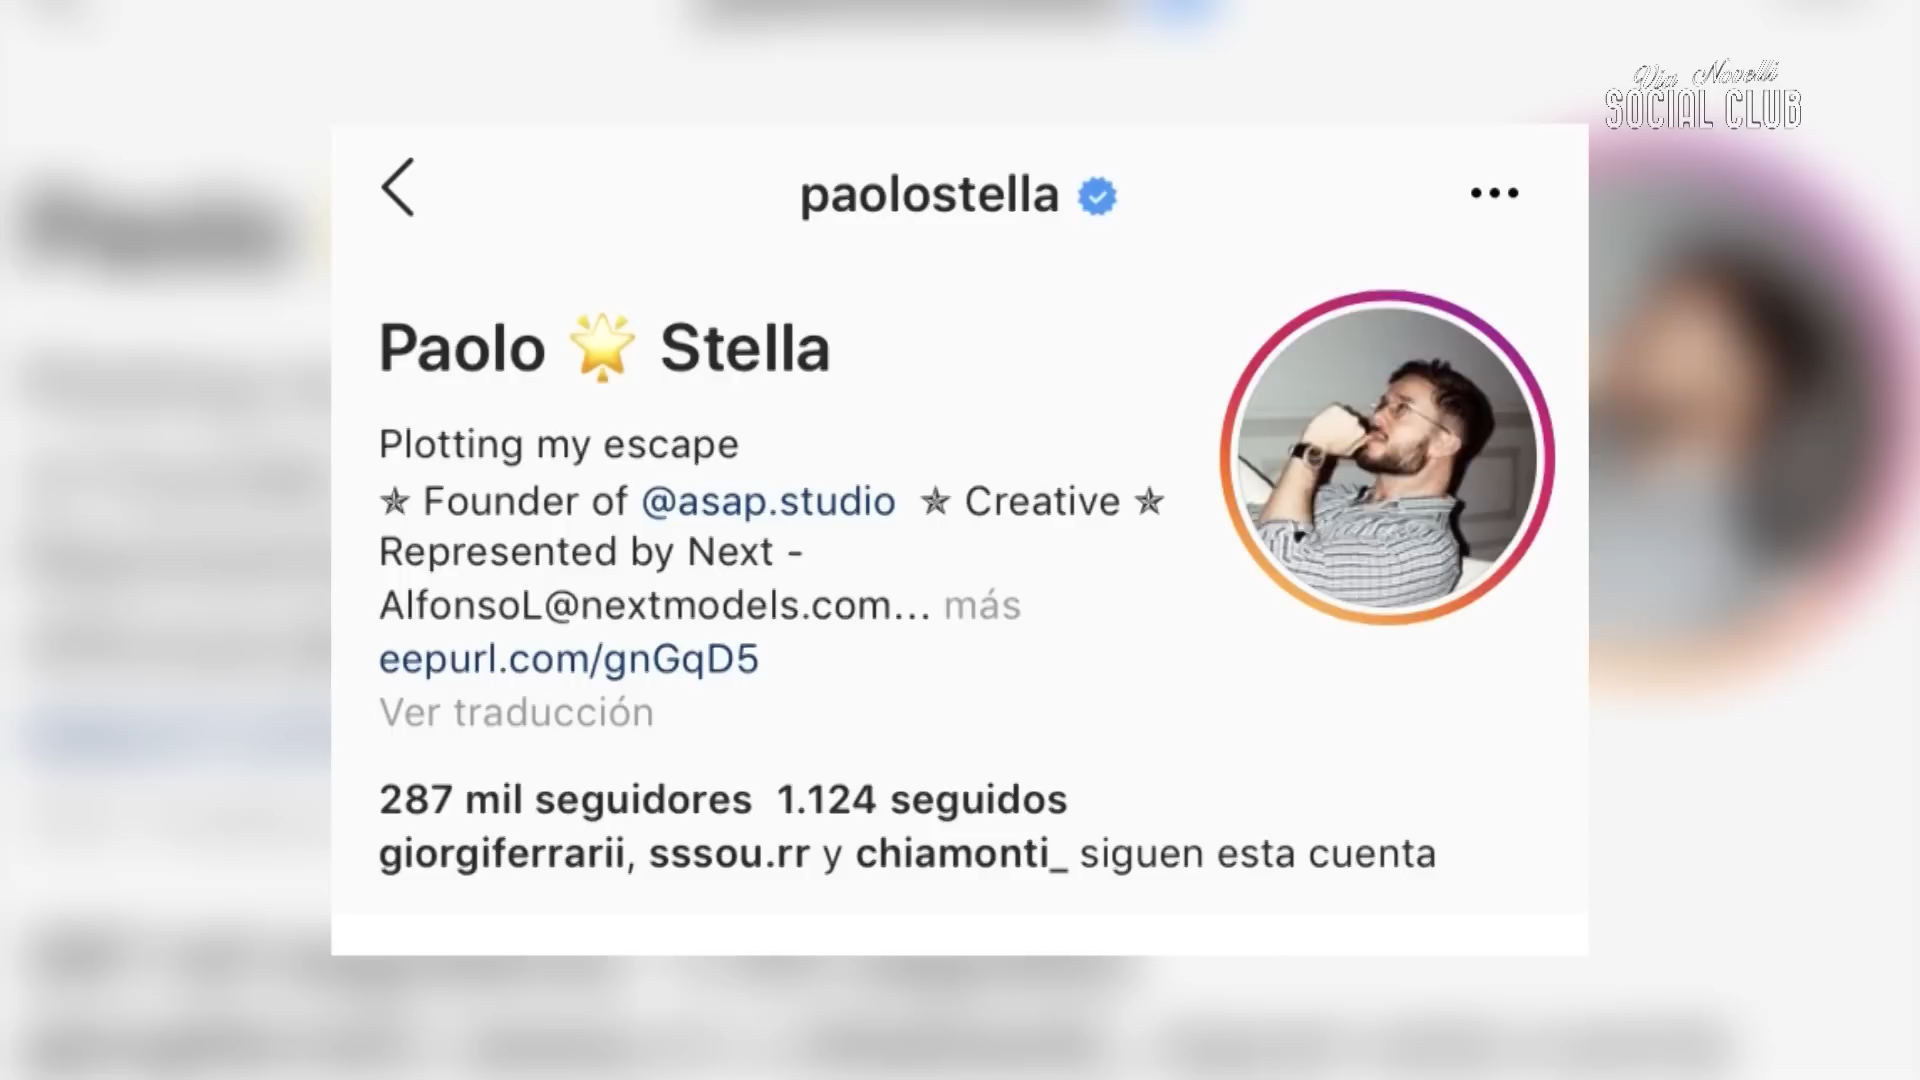 Via Novelli
SOCIAL CLUB
paolostella
Paolo 🌟 Stella
Plotting my escape
✯ Founder of @asap.studio ✯ Creative ✯
Represented by Next -
AlfonsoL@nextmodels.com... más
eepurl.com/gnGqD5
Ver traducción
287 mil seguidores 1.124 seguidos
giorgiferrarii, sssou.rr y chiamonti_ siguen esta cuenta